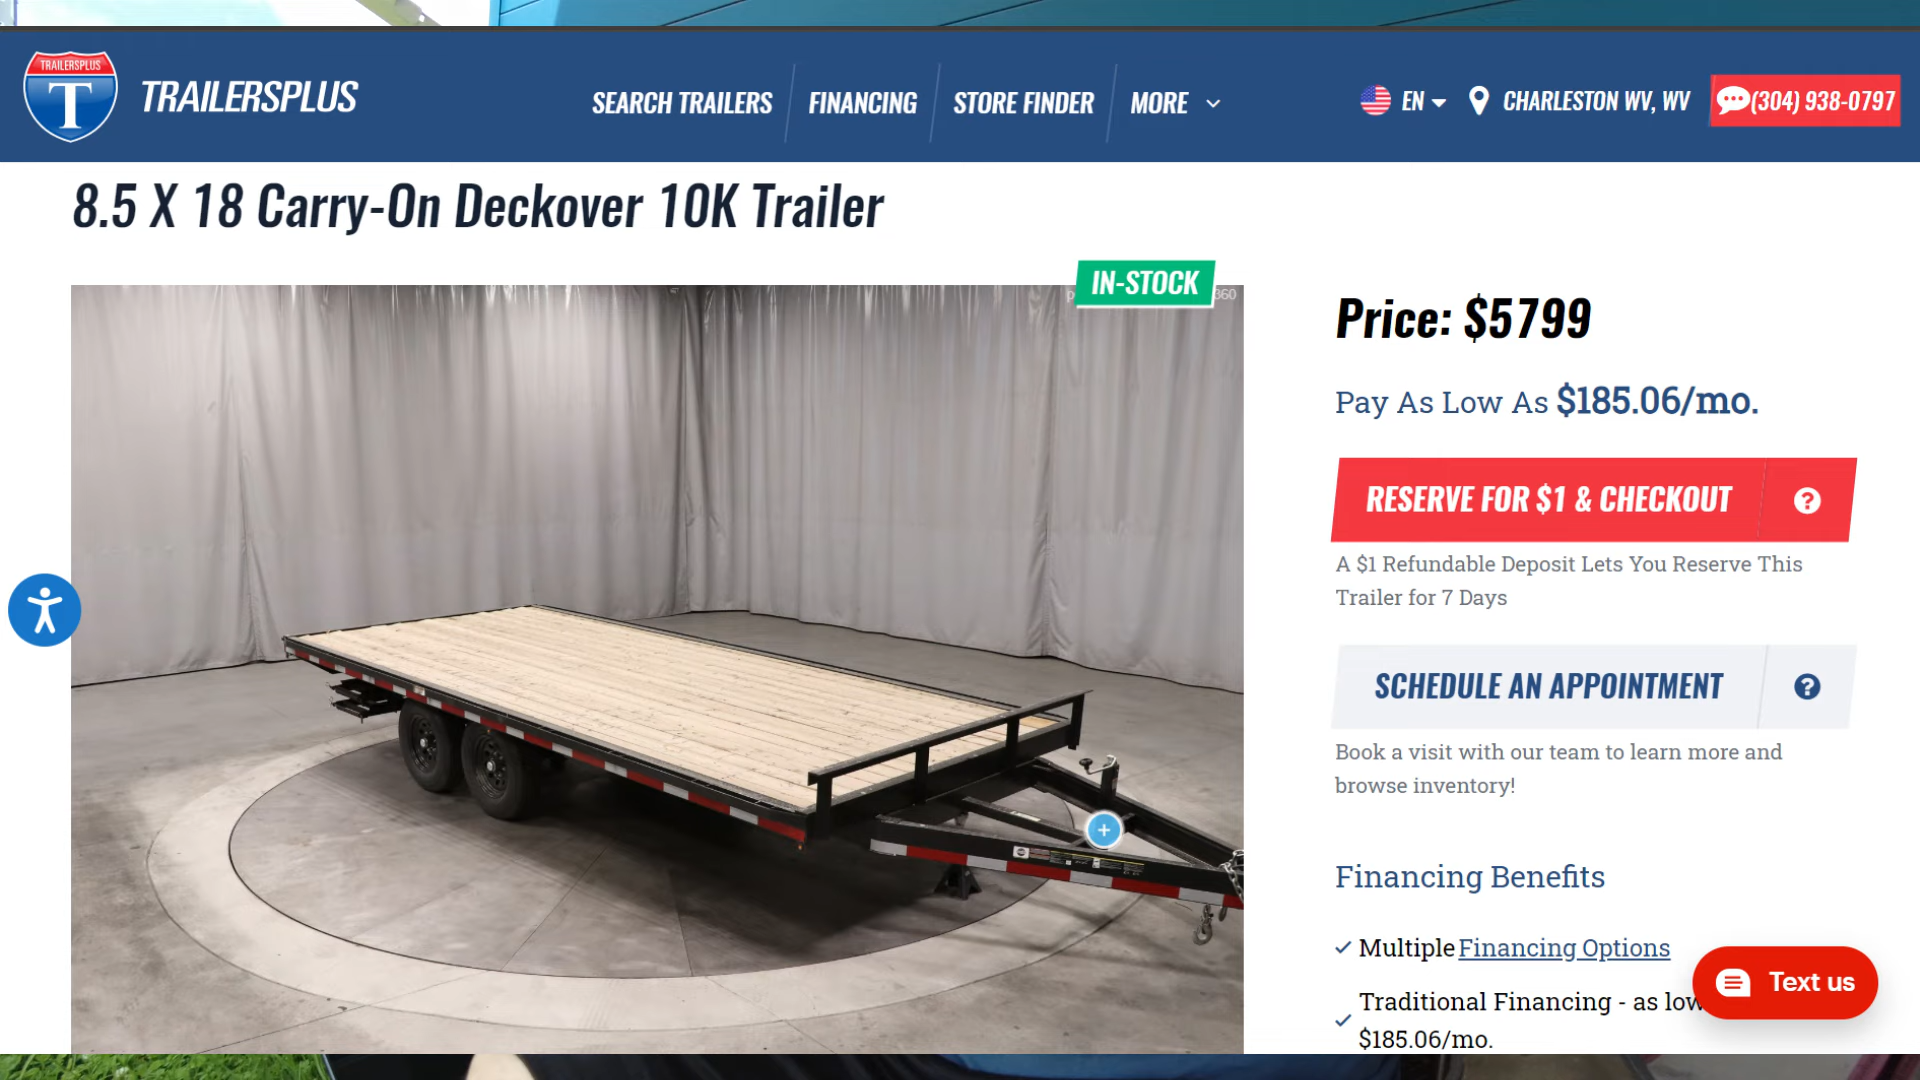 TRAILERSPLUS
T
TRAILERSPLUS
SEARCH TRAILERS
FINANCING
STORE FINDER
MORE
EN
CHARLESTON WV, WV
(304) 938-0797
8.5 X 18 Carry-On Deckover 10K Trailer
IN-STOCK
360
Price: $5799
Pay As Low As $185.06/mo.
RESERVE FOR $1 & CHECKOUT
?
A $1 Refundable Deposit Lets You Reserve This
Trailer for 7 Days
SCHEDULE AN APPOINTMENT
?
Book a visit with our team to learn more and
browse inventory!
Financing Benefits
Multiple Financing Options
Traditional Financing - as low
$185.06/mo.
Text us